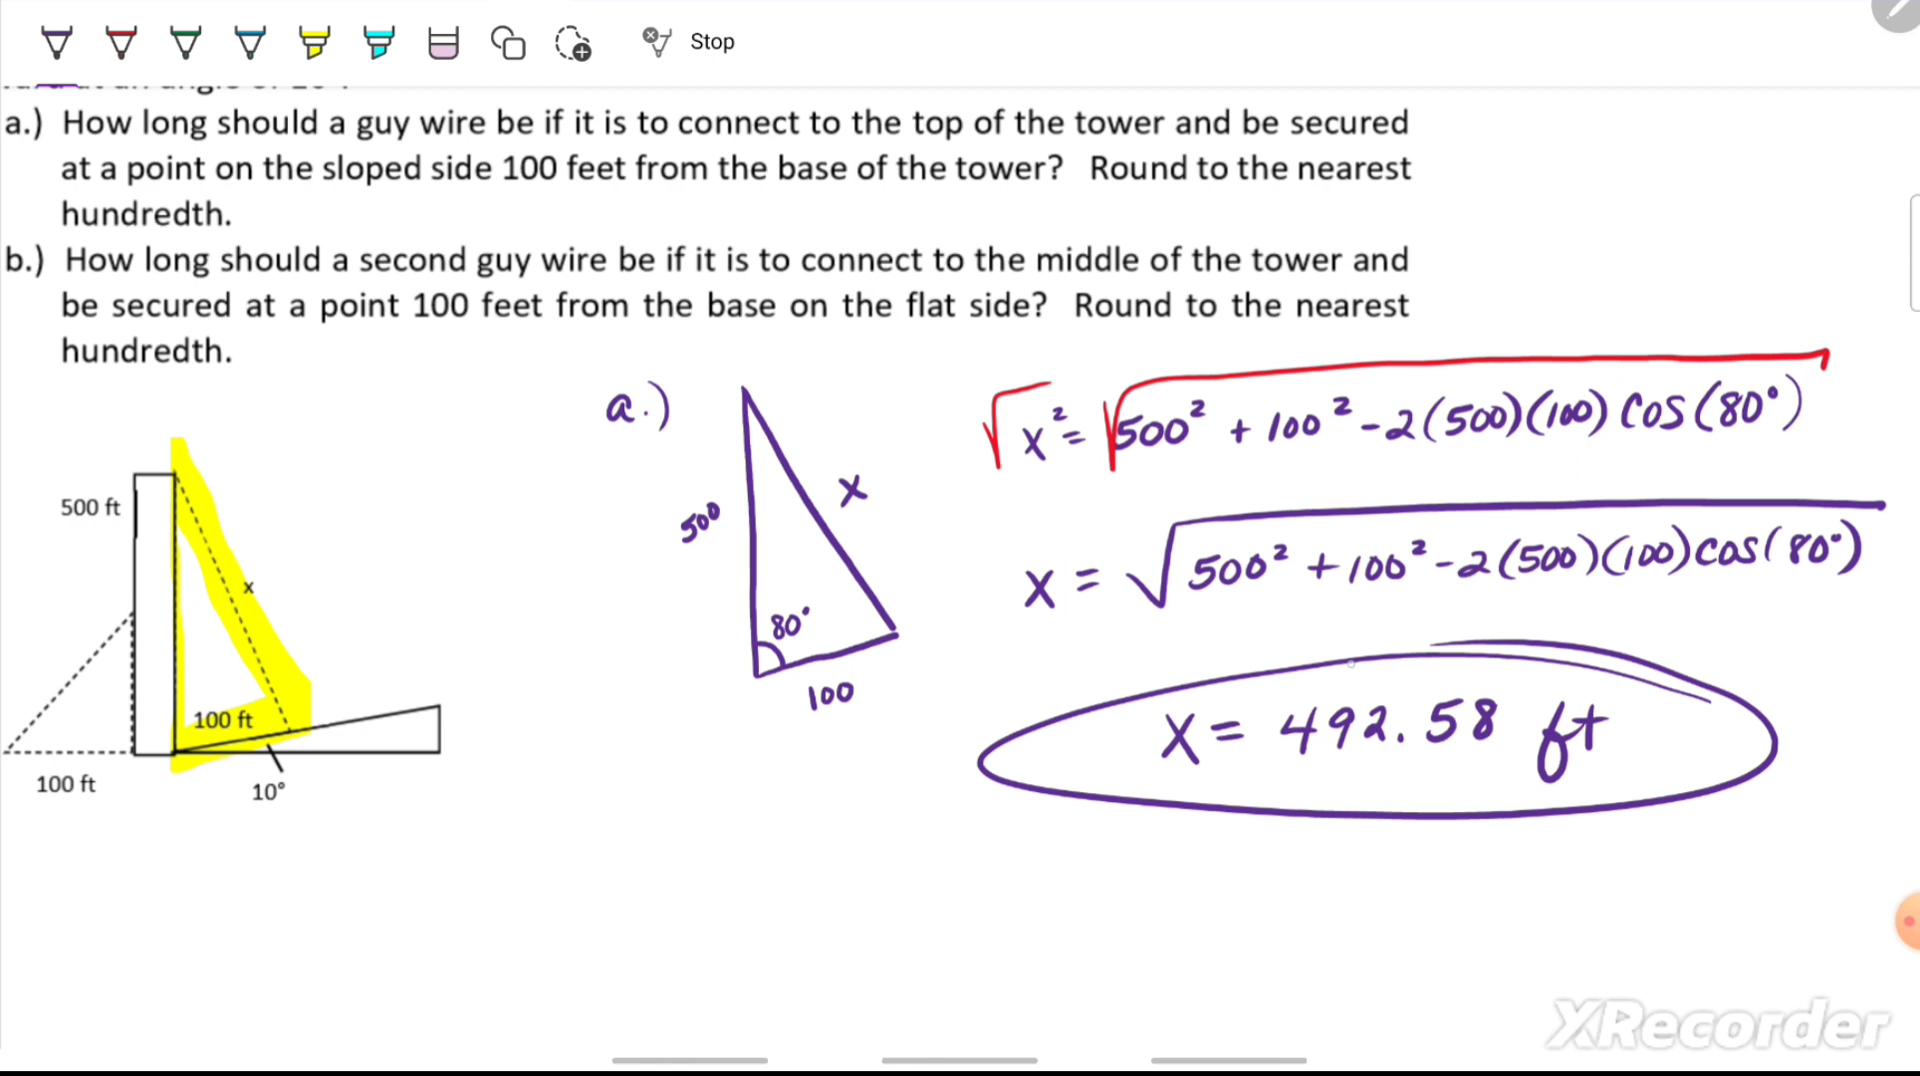 Stop
a.) How long should a guy wire be if it is to connect to the top of the tower and be secured
at a point on the sloped side 100 feet from the base of the tower? Round to the nearest
hundredth.
b.) How long should a second guy wire be if it is to connect to the middle of the tower and
be secured at a point 100 feet from the base on the flat side? Round to the nearest
hundredth.
a.)
√x² = √500² + 100² - 2(500)(100) cos(80°)
500 ft
x
500
x
x = √500² + 100² - 2(500)(100) cos(80°)
80°
100
100 ft
x = 492.58 ft
100 ft
10°
XRecorder